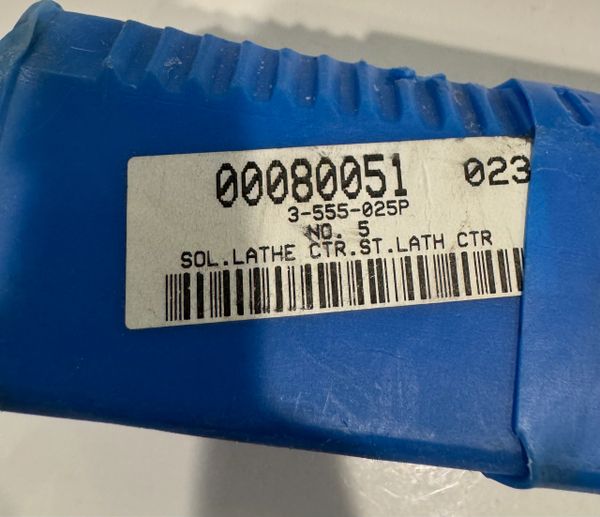 00080051 023
3-555-025P
NO. 5
SOL.LATHE CTR.ST.LATH CTR